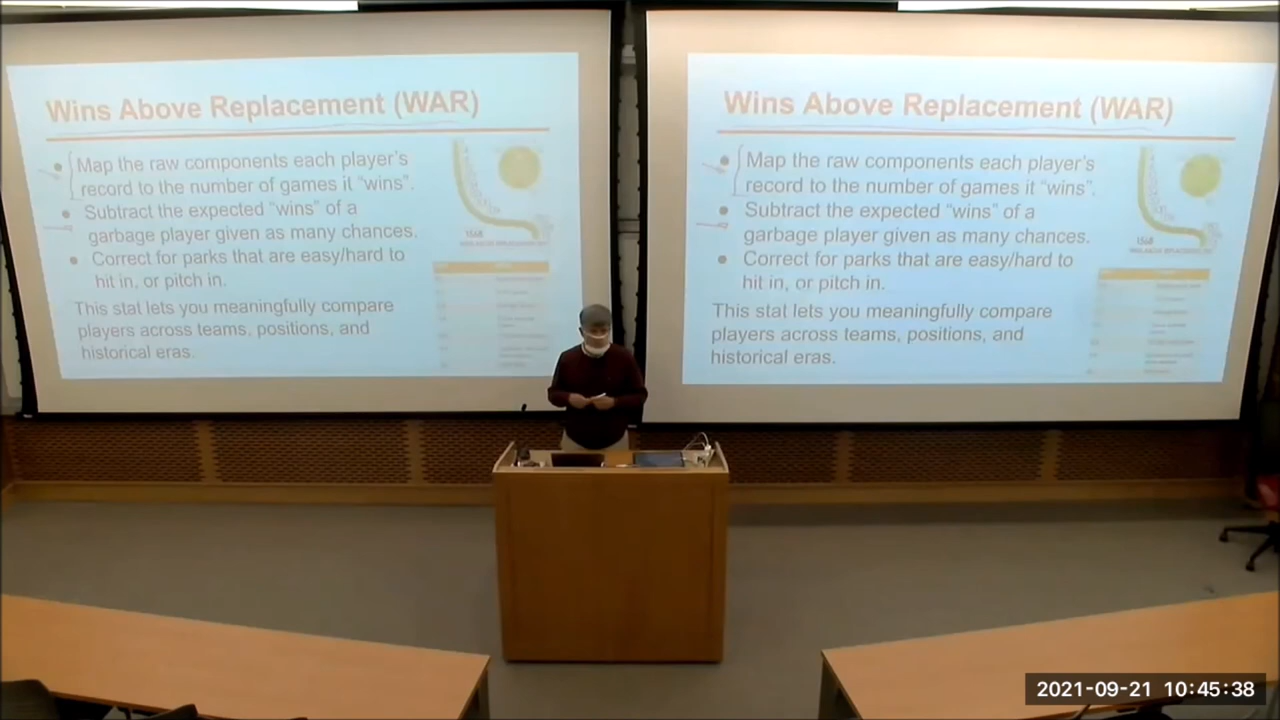 Wins Above Replacement (WAR)
Map the raw components each player's
record to the number of games it "wins".
Subtract the expected "wins" of a
garbage player given as many chances.
Correct for parks that are easy/hard to
hit in, or pitch in.
This stat lets you meaningfully compare
players across teams, positions, and
historical eras.
Wins Above Replacement (WAR)
Map the raw components each player's
record to the number of games it "wins".
Subtract the expected "wins" of a
garbage player given as many chances.
Correct for parks that are easy/hard to
hit in, or pitch in.
This stat lets you meaningfully compare
players across teams, positions, and
historical eras.
2021-09-21 10:45:38